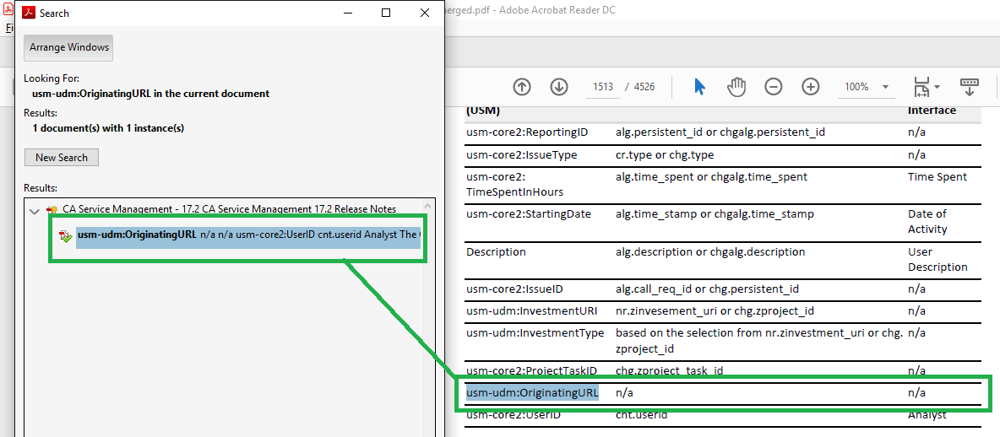 Search
erged.pdf - Adobe Acrobat Reader DC
Fi
Arrange Windows
Looking For:
usm-udm:OriginatingURL in the current document
Results:
1 document(s) with 1 instance(s)
New Search
Results:
CA Service Management - 17.2 CA Service Management 17.2 Release Notes
usm-udm:OriginatingURL n/a n/a usm-core2:UserID cnt.userid Analyst The
1513 / 4526
100%
(USM) Interface
usm-core2:ReportingID alg.persistent_id or chgalg.persistent_id n/a
usm-core2:IssueType cr.type or chg.type n/a
usm-core2: alg.time_spent or chgalg.time_spent Time Spent
TimeSpentInHours
usm-core2:StartingDate alg.time_stamp or chgalg.time_stamp Date of
Activity
Description alg.description or chgalg.description User
Description
usm-core2:IssueID alg.call_req_id or chg.persistent_id n/a
usm-udm:InvestmentURI nr.zinvesement_uri or chg.zproject_id n/a
usm-udm:InvestmentType based on the selection from nr.zinvestment_uri or chg. n/a
zproject_id
usm-core2:ProjectTaskID chg.zproject_task_id n/a
usm-udm:OriginatingURL n/a n/a
usm-core2:UserID cnt.userid Analyst